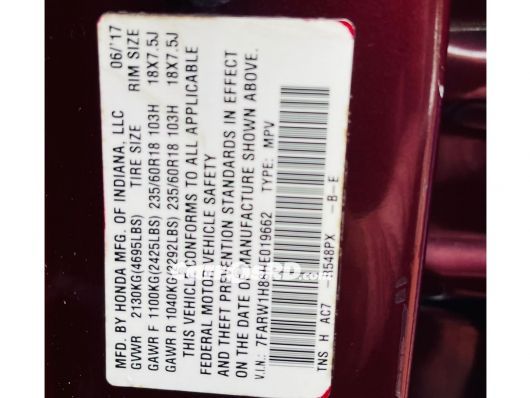 MFD. BY HONDA MFG. OF INDIANA, LLC 06/'17
GVWR 2130KG(4695LBS) TIRE SIZE RIM SIZE
GAWR F 1100KG(2425LBS) 235/60R18 103H 18X7.5J
GAWR R 1040KG(2292LBS) 235/60R18 103H 18X7.5J
THIS VEHICLE CONFORMS TO ALL APPLICABLE
FEDERAL MOTOR VEHICLE SAFETY
AND THEFT PREVENTION STANDARDS IN EFFECT
ON THE DATE OF MANUFACTURE SHOWN ABOVE.
V.I.N.: TYPE: MPV
TNS H AC7 -B-E